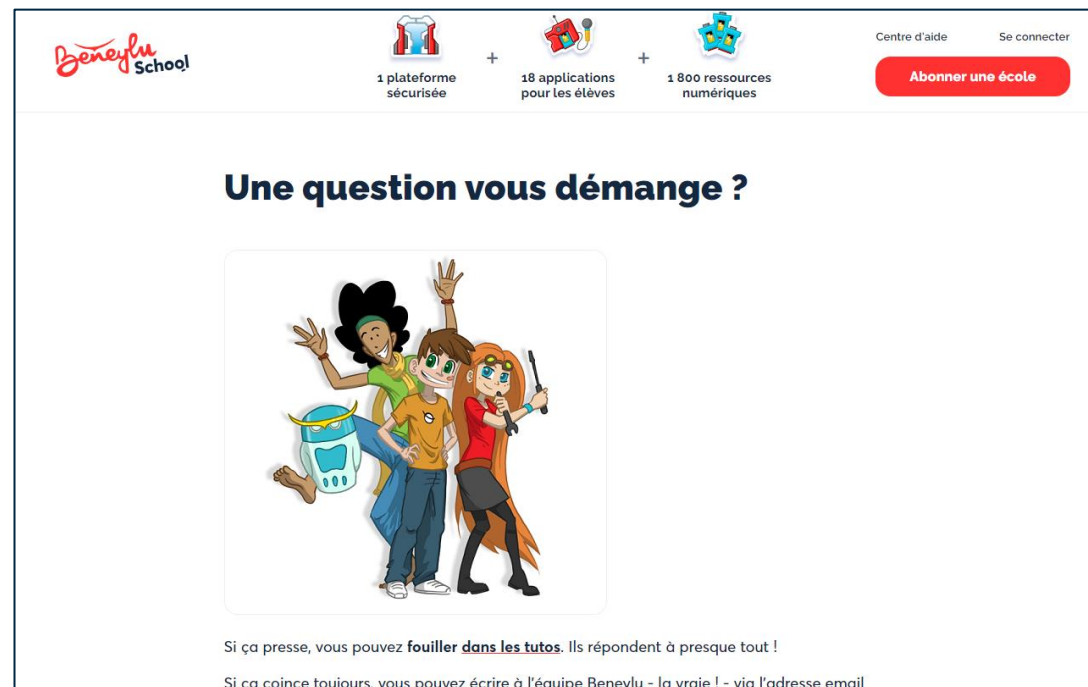 Beneylu
School
1 plateforme
sécurisée
+
18 applications
pour les élèves
+
1 800 ressources
numériques
Centre d'aide
Se connecter
Abonner une école
Une question vous démange ?
Si ça presse, vous pouvez fouiller dans les tutos. Ils répondent à presque tout !
Si ça coince toujours, vous pouvez écrire à l'équipe Beneylu - la vraie ! - via l'adresse email